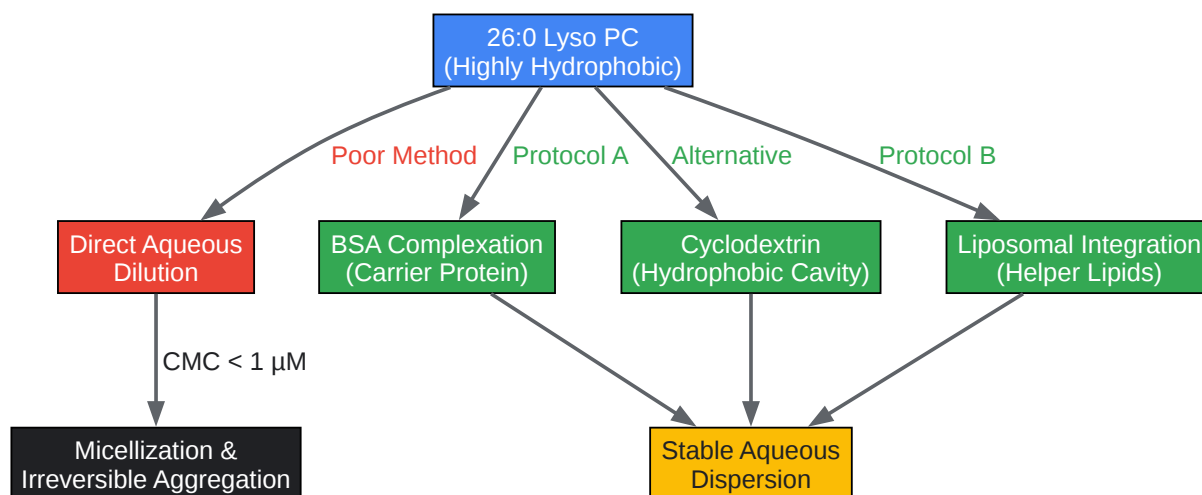 26:0 Lyso PC
(Highly Hydrophobic)
Poor Method
Protocol A
Alternative
Protocol B
Direct Aqueous
Dilution
BSA Complexation
(Carrier Protein)
Cyclodextrin
(Hydrophobic Cavity)
Liposomal Integration
(Helper Lipids)
CMC < 1 µM
Micellization &
Irreversible Aggregation
Stable Aqueous
Dispersion